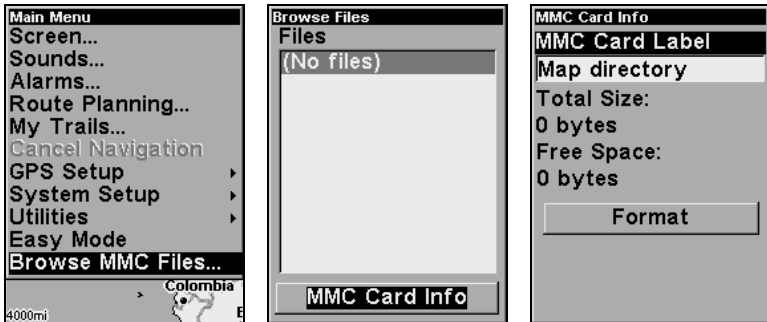 Main Menu
Screen...
Sounds...
Alarms...
Route Planning...
My Trails...
Cancel Navigation
GPS Setup
System Setup
Utilities
Easy Mode
Browse MMC Files...
Colombia
4000mi
E
Browse Files
Files
(No files)
MMC Card Info
MMC Card Info
MMC Card Label
Map directory
Total Size:
0 bytes
Free Space:
0 bytes
Format